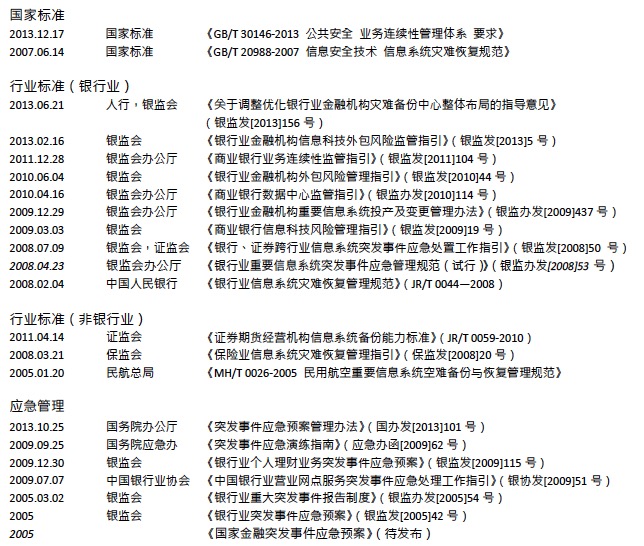 国家标准
2013.12.17 国家标准 《GB/T 30146-2013 公共安全 业务连续性管理体系 要求》
2007.06.14 国家标准 《GB/T 20988-2007 信息安全技术 信息系统灾难恢复规范》
行业标准（银行业）
2013.06.21 人行，银监会 《关于调整优化银行业金融机构灾难备份中心整体布局的指导意见》
（银监发[2013]156 号）
2013.02.16 银监会 《银行业金融机构信息科技外包风险监管指引》（银监发[2013]5 号）
2011.12.28 银监会办公厅 《商业银行业务连续性监管指引》（银监发[2011]104 号）
2010.06.04 银监会 《银行业金融机构外包风险管理指引》（银监发[2010]44 号）
2010.04.16 银监会办公厅 《商业银行数据中心监管指引》（银监办发[2010]114 号）
2009.12.29 银监会办公厅 《银行业金融机构重要信息系统投产及变更管理办法》（银监办发[2009]437 号）
2009.03.03 银监会 《商业银行信息科技风险管理指引》（银监发[2009]19 号）
2008.07.09 银监会，证监会 《银行、证券跨行业信息系统突发事件应急处置工作指引》（银监发[2008]50 号）
2008.04.23 银监会办公厅 《银行业重要信息系统突发事件应急管理规范（试行）》（银监办发[2008]53 号）
2008.02.04 中国人民银行 《银行业信息系统灾难恢复管理规范》（JR/T 0044—2008）
行业标准（非银行业）
2011.04.14 证监会 《证券期货经营机构信息系统备份能力标准》（JR/T 0059-2010）
2008.03.21 保监会 《保险业信息系统灾难恢复管理指引》（保监发[2008]20 号）
2005.01.20 民航总局 《MH/T 0026-2005 民用航空重要信息系统空难备份与恢复管理规范》
应急管理
2013.10.25 国务院办公厅 《突发事件应急预案管理办法》（国办发[2013]101 号）
2009.09.25 国务院应急办 《突发事件应急演练指南》（应急办函[2009]62 号）
2009.12.30 银监会 《银行业个人理财业务突发事件应急预案》（银监发[2009]115 号）
2009.07.07 中国银行业协会 《中国银行业营业网点服务突发事件应急处理工作指引》（银协发[2009]51 号）
2005.03.02 银监会 《银行业重大突发事件报告制度》（银监办发[2005]54 号）
2005 银监会 《银行业突发事件应急预案》（银监发[2005]42 号）
2005 《国家金融突发事件应急预案》（待发布）